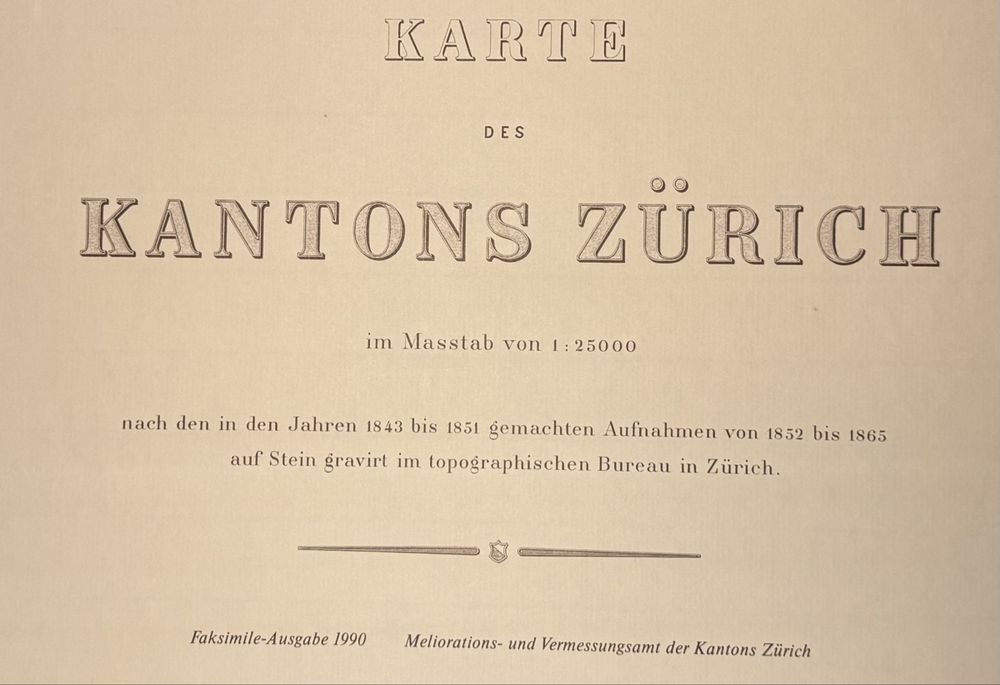 KARTE
DES
KANTONS ZÜRICH
im Masstab von 1:25000
nach den in den Jahren 1843 bis 1851 gemachten Aufnahmen von 1852 bis 1865
auf Stein gravirt im topographischen Bureau in Zürich.
Faksimile-Ausgabe 1990 Meliorations- und Vermessungsamt der Kantons Zürich